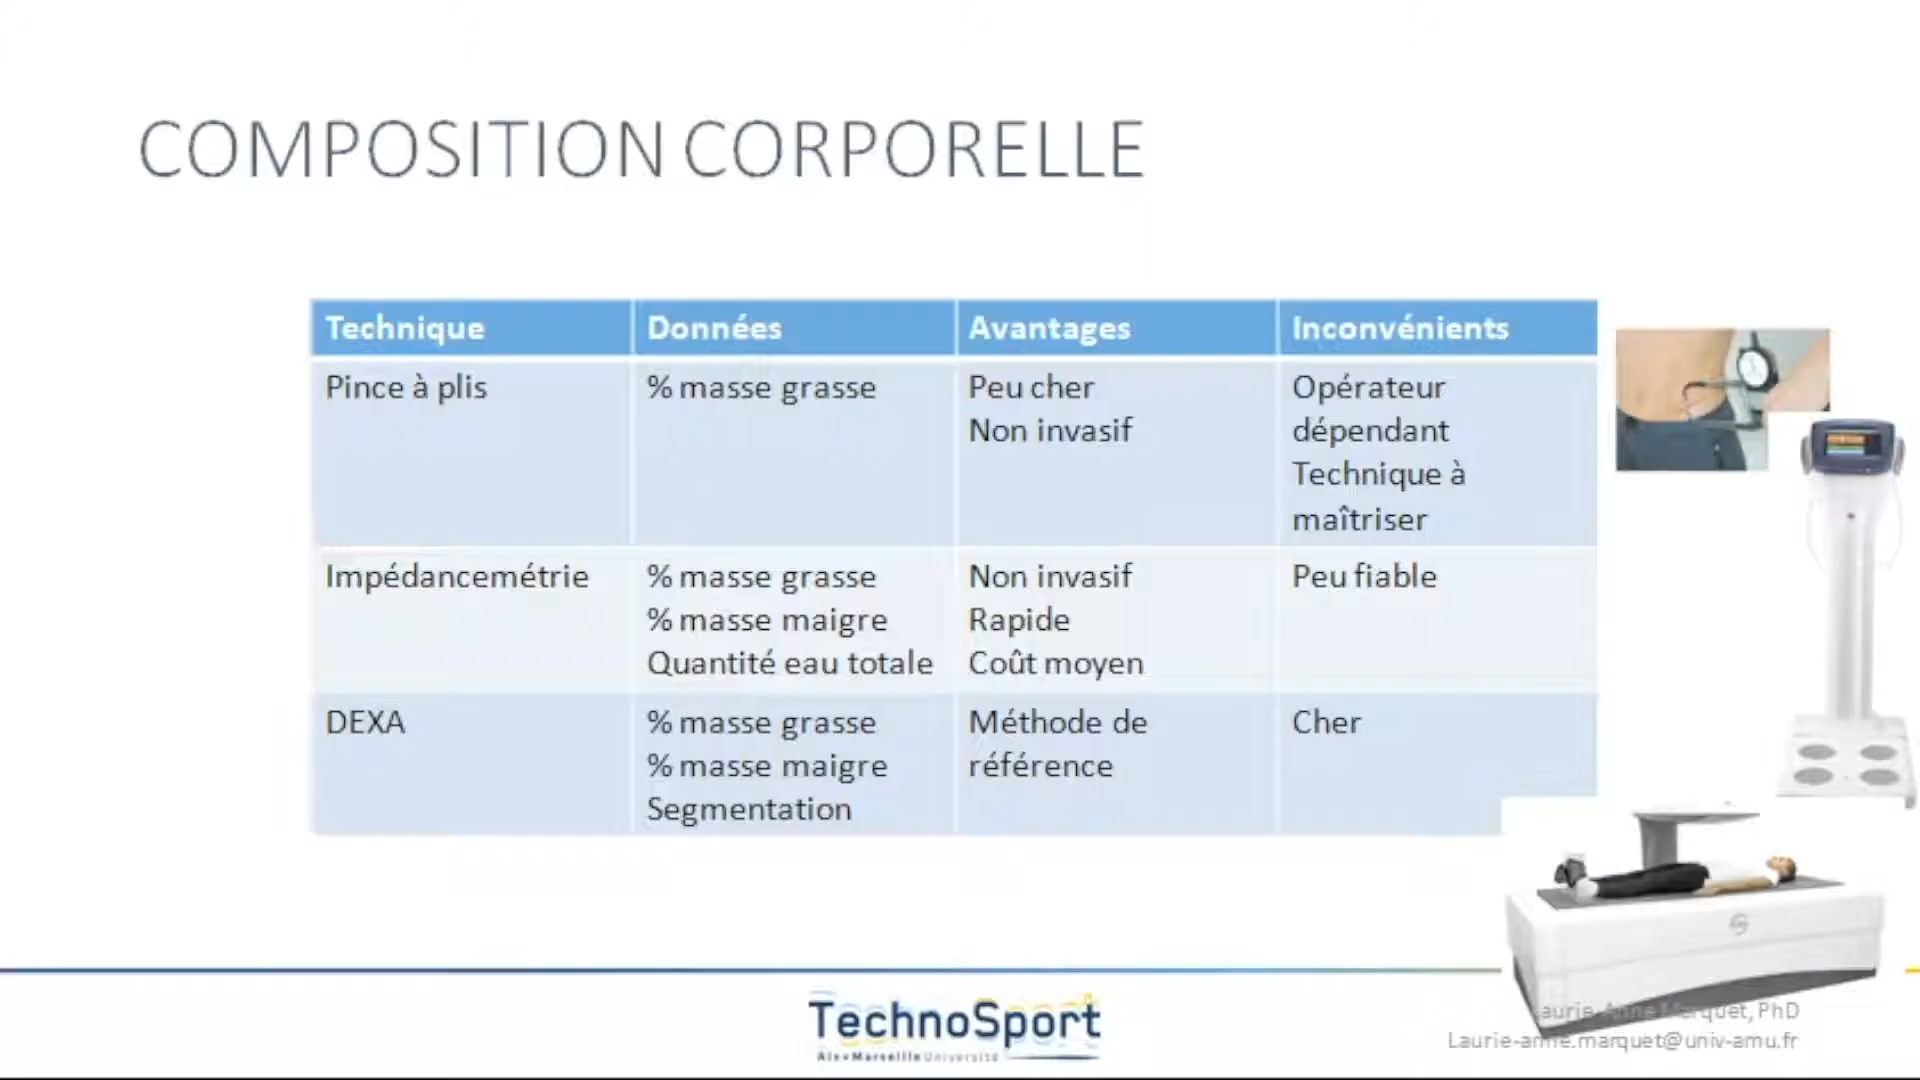 COMPOSITION CORPORELLE
Technique Données Avantages Inconvénients
Pince à plis % masse grasse Peu cher Opérateur
Non invasif dépendant
Technique à
maîtriser
Impédancemétrie % masse grasse Non invasif Peu fiable
% masse maigre Rapide
Quantité eau totale Coût moyen
DEXA % masse grasse Méthode de Cher
% masse maigre référence
Segmentation
TechnoSport
Aix*Marseille Université
aurie-Anne Marquet, PhD
Laurie-anne.marquet@univ-amu.fr